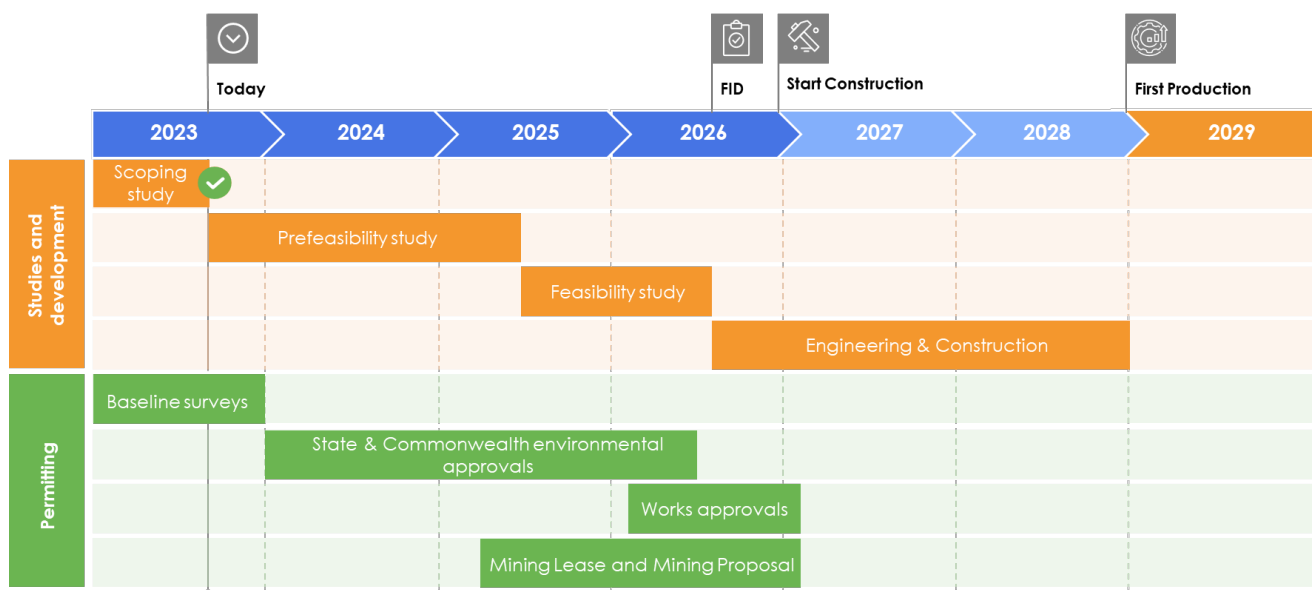 Today
FID
Start Construction
First Production
2023
2024
2025
2026
2027
2028
2029
Studies and
development
Scoping
study
Prefeasibility study
Feasibility study
Engineering & Construction
Permitting
Baseline surveys
State & Commonwealth environmental
approvals
Works approvals
Mining Lease and Mining Proposal